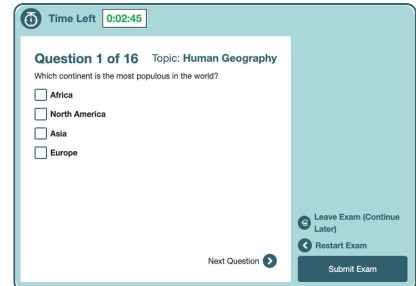 Time Left 0:02:45
Question 1 of 16 Topic: Human Geography
Which continent is the most populous in the world?
Africa
North America
Asia
Europe
Next Question
Leave Exam (Continue
Later)
Restart Exam
Submit Exam